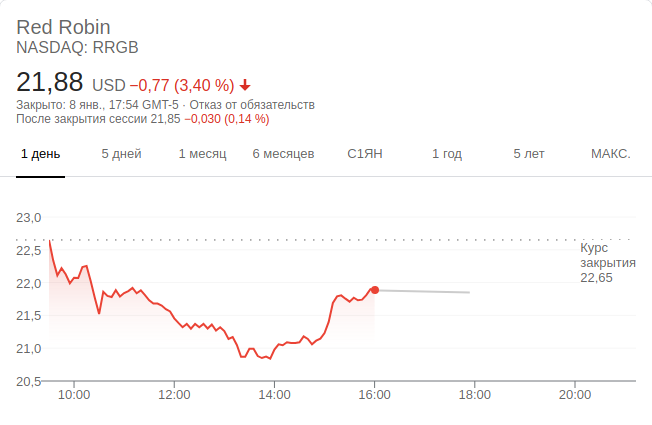 Red Robin
NASDAQ: RRGB
21,88 USD −0,77 (3,40 %)
Закрыто: 8 янв., 17:54 GMT-5 · Отказ от обязательств
После закрытия сессии 21,85 −0,030 (0,14 %)
1 день 5 дней 1 месяц 6 месяцев С1ЯН 1 год 5 лет МАКС.
23,0
22,5
22,0
21,5
21,0
20,5
Курс
закрытия
22,65
10:00 12:00 14:00 16:00 18:00 20:00